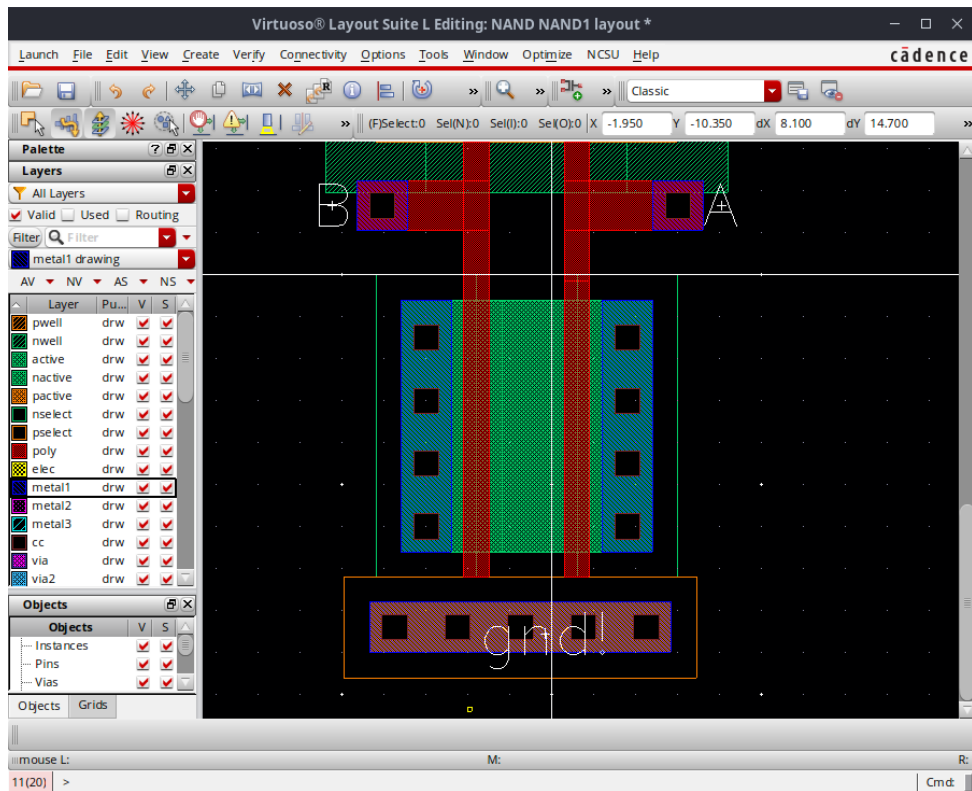 Virtuoso® Layout Suite L Editing: NAND NAND1 layout *
Launch File Edit View Create Verify Connectivity Options Tools Window Optimize NCSU Help
cādence
R » » » Classic
» (F)Select:0 Sel(N):0 Sel(I):0 Sel(O):0 X -1.950 Y -10.350 dX 8.100 dY 14.700 »
Palette ?
Layers
All Layers
Valid Used Routing
Filter Filter
metal1 drawing
AV NV AS NS
Layer Pu... V S
pwell drw
nwell drw
active drw
nactive drw
pactive drw
nselect drw
pselect drw
poly drw
elec drw
metal1 drw
metal2 drw
metal3 drw
cc drw
via drw
via2 drw
Objects
Objects V S
Instances
Pins
Vias
Objects Grids
B A
gnd!
mouse L: M: R:
11(20) > Cmd: